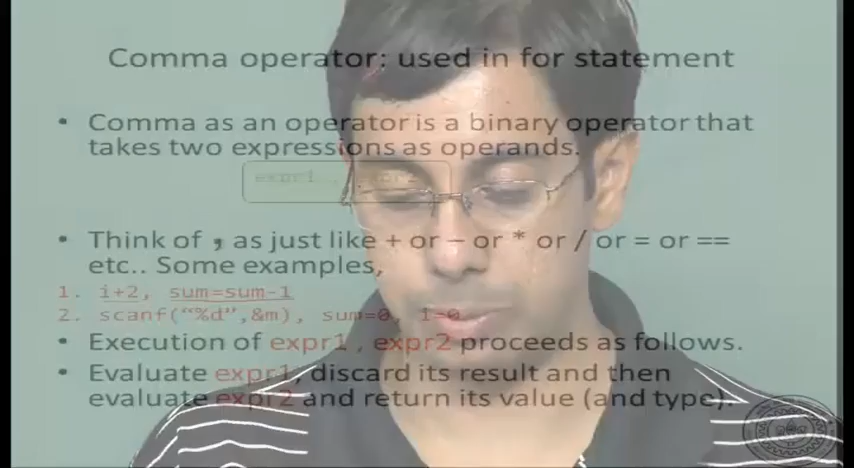 Comma operator: used in for statement
• Comma as an operator is a binary operator that
takes two expressions as operands.
expr1 , expr2
• Think of , as just like + or – or * or / or = or ==
etc.. Some examples,
1. i+2, sum=sum-1
2. scanf(“%d”,&m), sum=0, i=0
• Execution of expr1 , expr2 proceeds as follows.
• Evaluate expr1, discard its result and then
evaluate expr2 and return its value (and type).